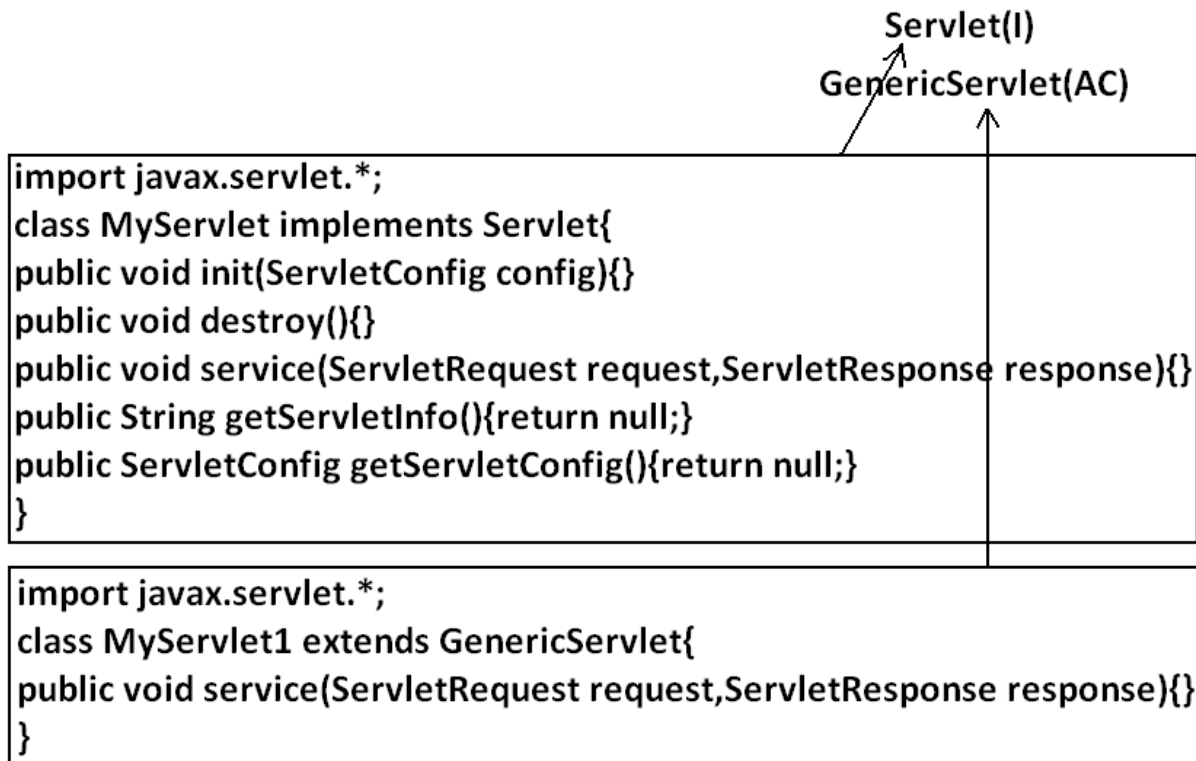 Servlet(I)
GenericServlet(AC)
import javax.servlet.*;
class MyServlet implements Servlet{
public void init(ServletConfig config){}
public void destroy(){}
public void service(ServletRequest request,ServletResponse response){}
public String getServletInfo(){return null;}
public ServletConfig getServletConfig(){return null;}
}
import javax.servlet.*;
class MyServlet1 extends GenericServlet{
public void service(ServletRequest request,ServletResponse response){}
}